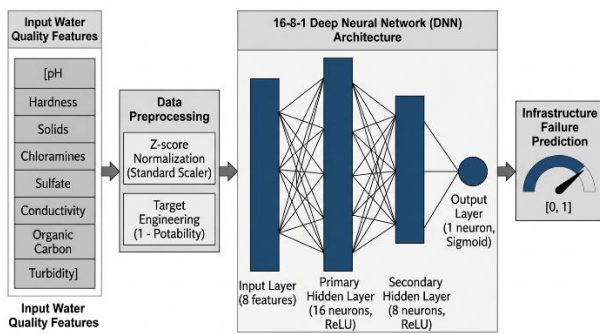 Input Water
Quality Features
[pH
Hardness
Solids
Chloramines
Sulfate
Conductivity
Organic
Carbon
Turbidity]
Input Water
Quality Features
Data
Preprocessing
Z-score
Normalization
(Standard Scaler)
Target
Engineering
(1 - Potability)
16-8-1 Deep Neural Network (DNN)
Architecture
Input Layer
(8 features)
Primary
Hidden Layer
(16 neurons,
ReLU)
Secondary
Hidden Layer
(8 neurons,
ReLU)
Output
Layer
(1 neuron,
Sigmoid)
Infrastructure
Failure
Prediction
[0, 1]